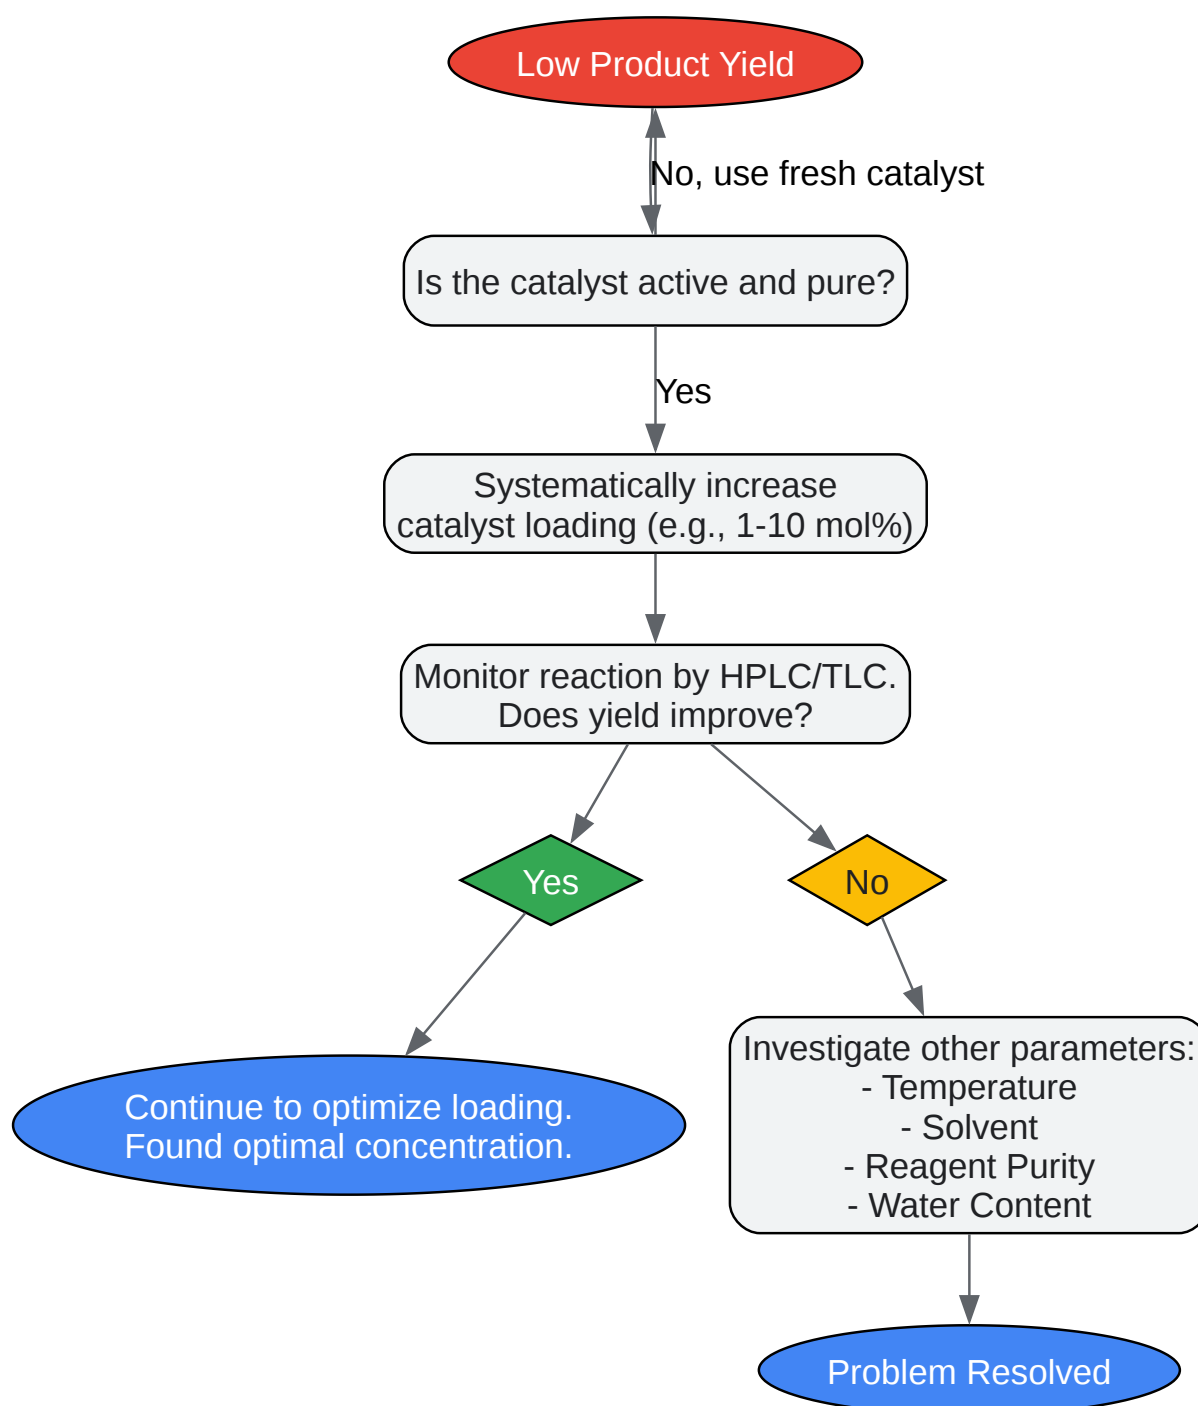 Low Product Yield
No, use fresh catalyst
Is the catalyst active and pure?
Yes
Systematically increase
catalyst loading (e.g., 1-10 mol%)
Monitor reaction by HPLC/TLC.
Does yield improve?
Yes
No
Continue to optimize loading.
Found optimal concentration.
Investigate other parameters:
- Temperature
- Solvent
- Reagent Purity
- Water Content
Problem Resolved